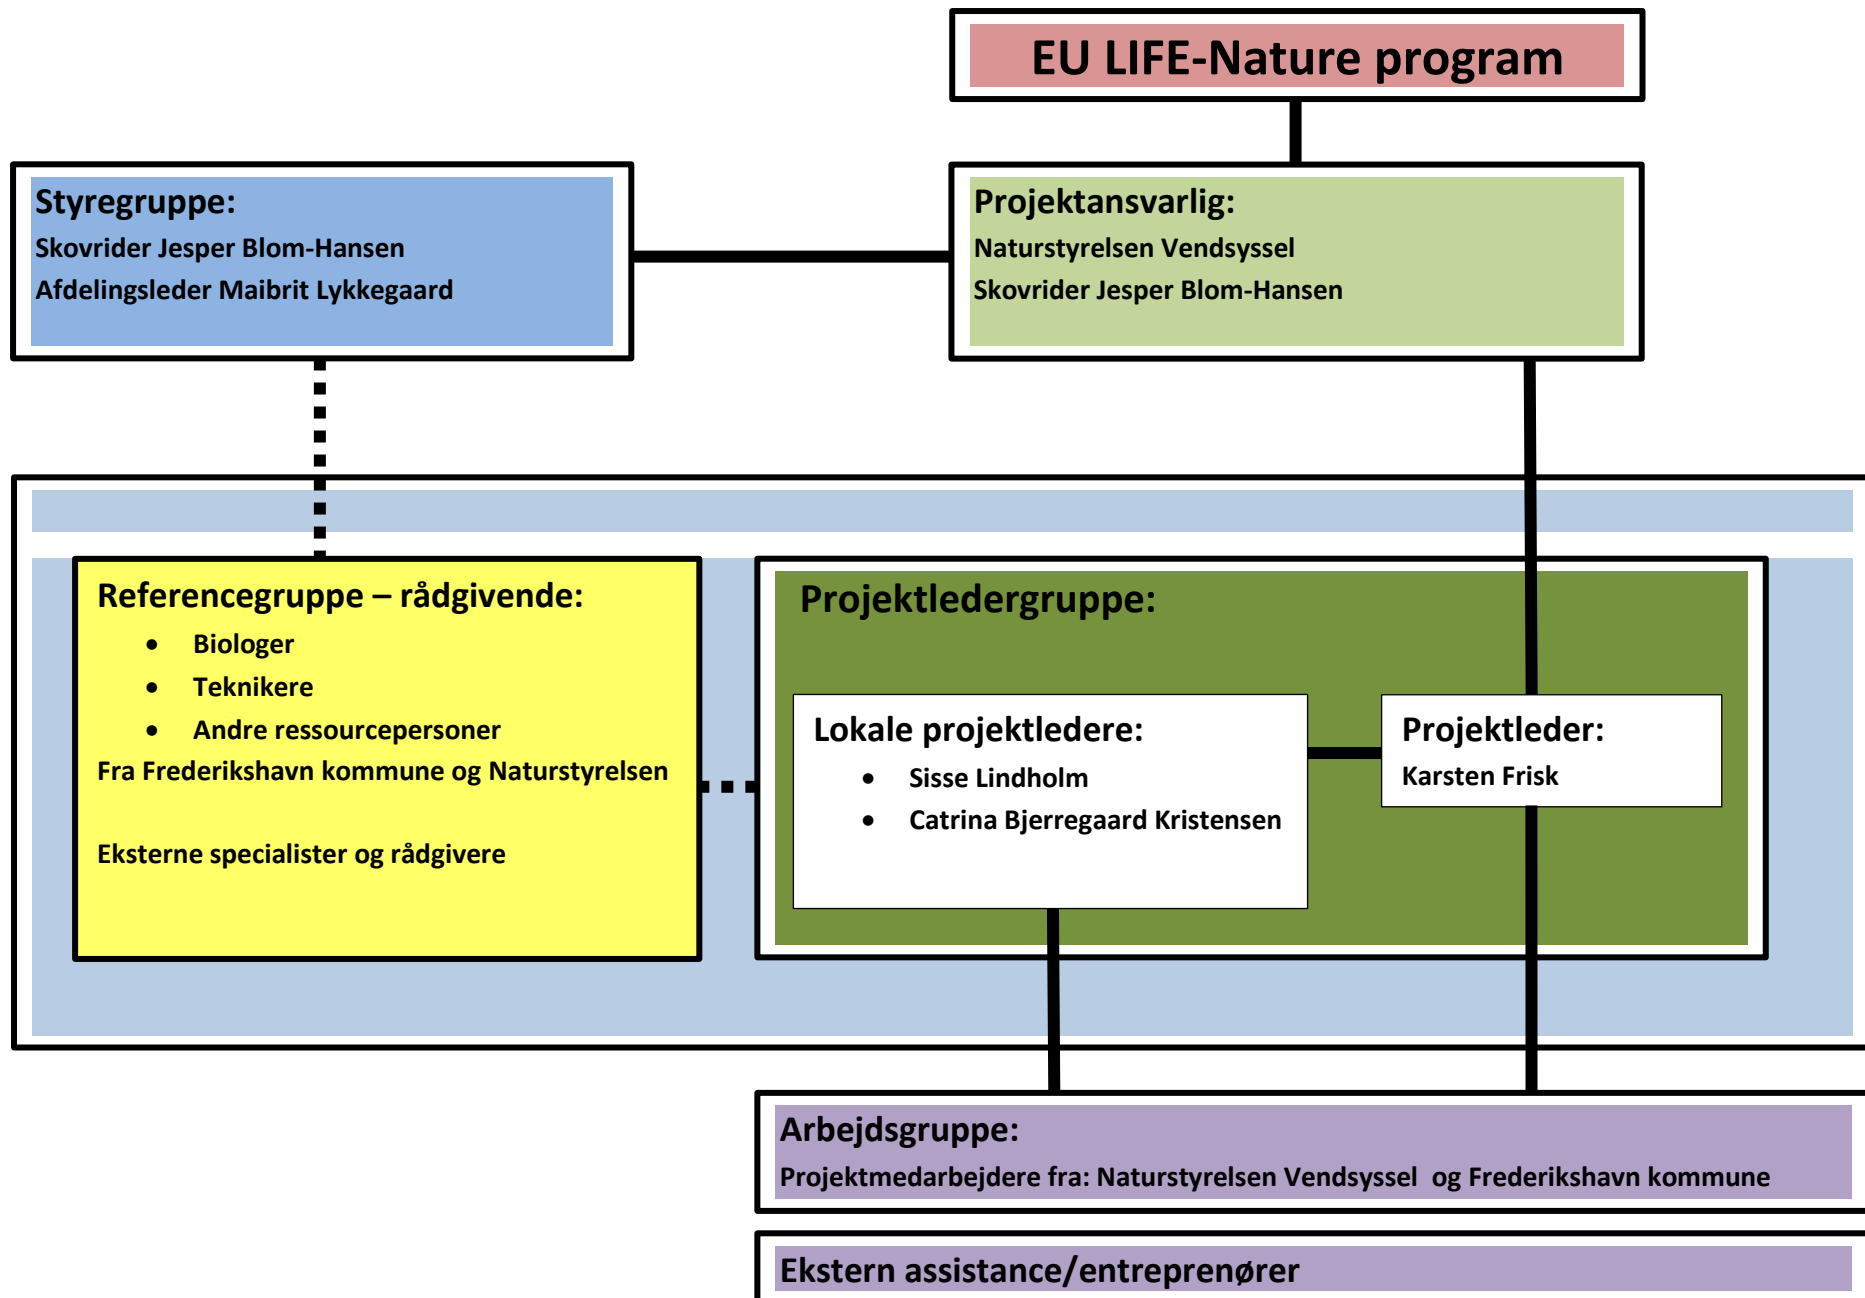 EU LIFE-Nature program
Styregruppe:
Skovrider Jesper Blom-Hansen
Afdelingsleder Maibrit Lykkegaard
Projektansvarlig:
Naturstyrelsen Vendsyssel
Skovrider Jesper Blom-Hansen
Referencegruppe – rådgivende:
• Biologer
• Teknikere
• Andre ressourcepersoner
Fra Frederikshavn kommune og Naturstyrelsen
Eksterne specialister og rådgivere
Projektledergruppe:
Lokale projektledere:
• Sisse Lindholm
• Catrina Bjerregaard Kristensen
Projektleder:
Karsten Frisk
Arbejdsgruppe:
Projektmedarbejdere fra: Naturstyrelsen Vendsyssel  og Frederikshavn kommune
Ekstern assistance/entreprenører